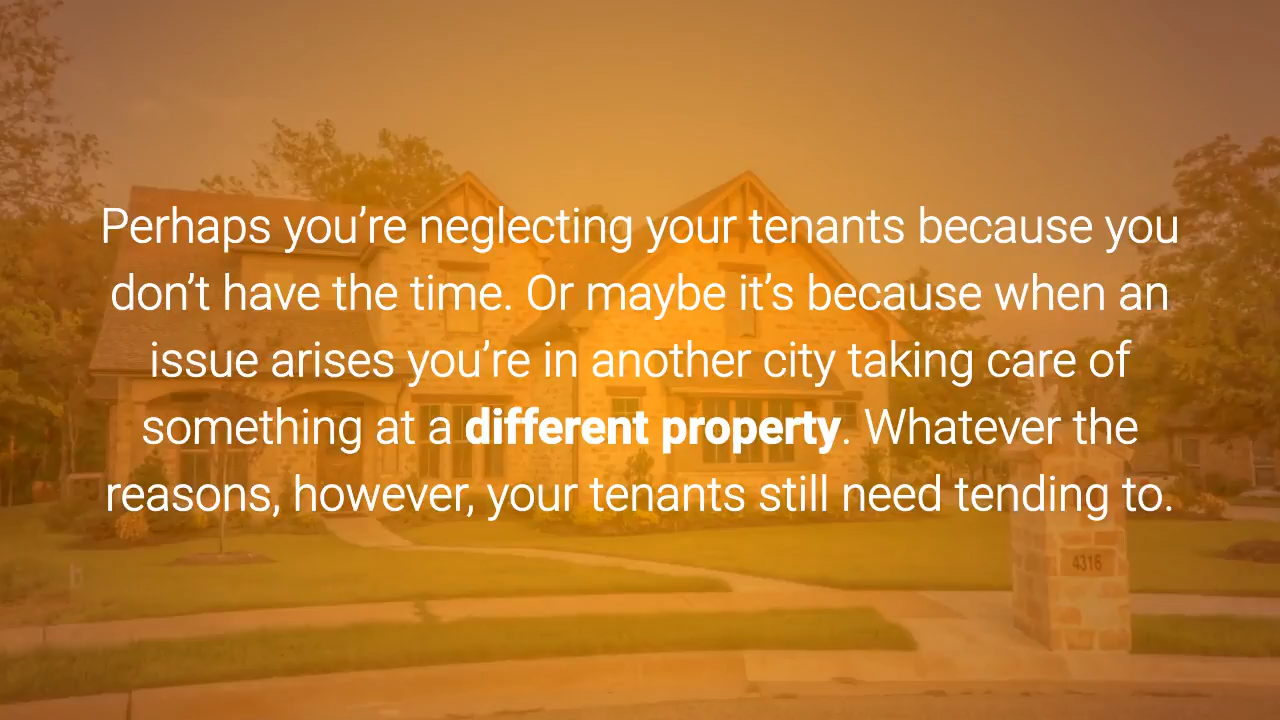 Perhaps you’re neglecting your tenants because you
don’t have the time. Or maybe it’s because when an
issue arises you’re in another city taking care of
something at a different property. Whatever the
reasons, however, your tenants still need tending to.
4316